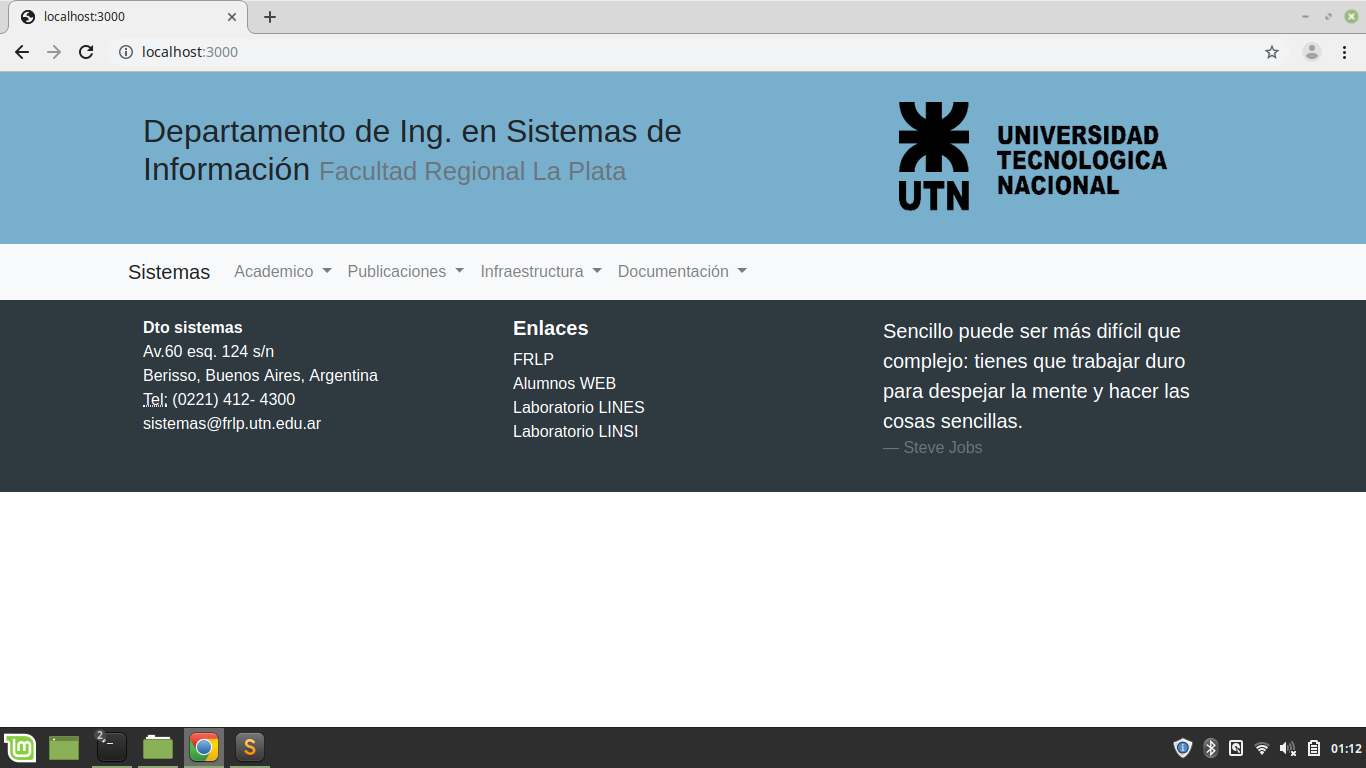 localhost:3000
localhost:3000
Departamento de Ing. en Sistemas de
Información Facultad Regional La Plata
UTN
UNIVERSIDAD
TECNOLOGICA
NACIONAL
Sistemas Academico Publicaciones Infraestructura Documentación
Dto sistemas
Av.60 esq. 124 s/n
Berisso, Buenos Aires, Argentina
Tel: (0221) 412- 4300
sistemas@frlp.utn.edu.ar
Enlaces
FRLP
Alumnos WEB
Laboratorio LINES
Laboratorio LINSI
Sencillo puede ser más difícil que
complejo: tienes que trabajar duro
para despejar la mente y hacer las
cosas sencillas.
— Steve Jobs
2
S
01:12